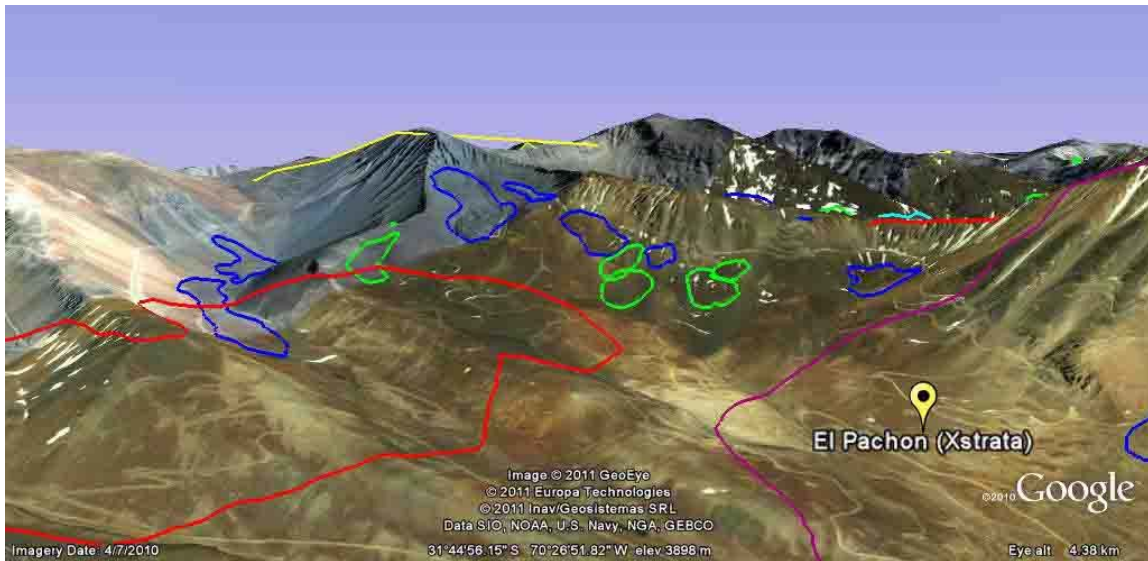 El Pachon (Xstrata)
Image © 2011 GeoEye
© 2011 Europa Technologies
© 2011 Inav/Geosistemas SRL
Data SIO, NOAA, U.S. Navy, NGA, GEBCO
©2010 Google
Imagery Date: 4/7/2010
31°44'56.15" S 70°26'51.82" W elev 3898 m
Eye alt 4.38 km